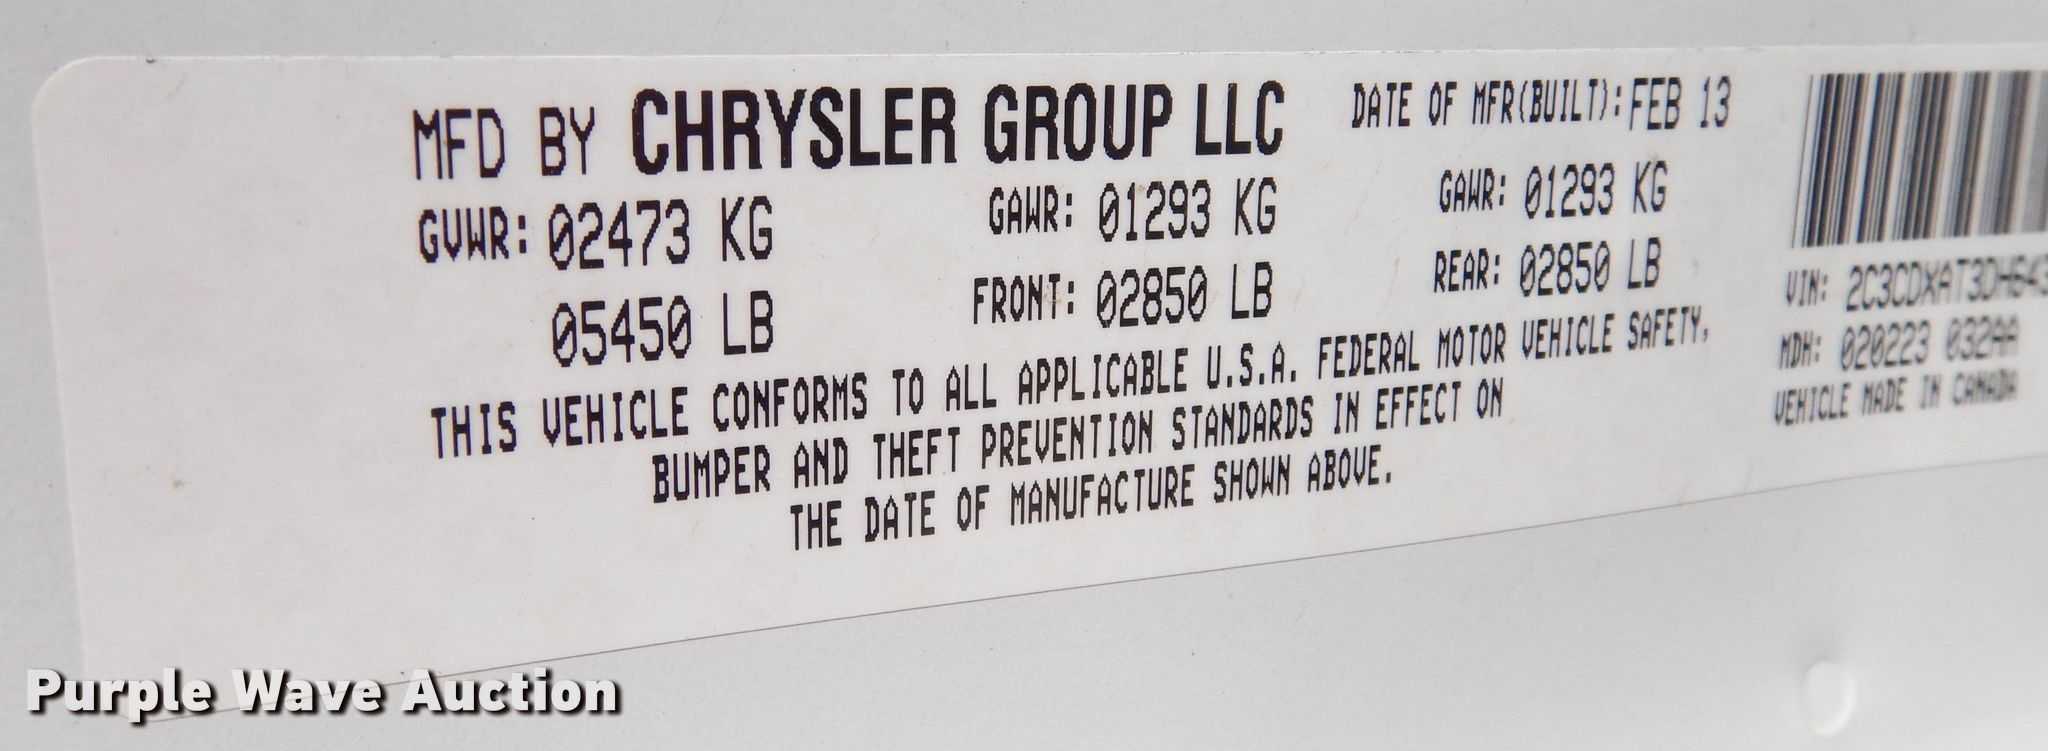 MFD BY CHRYSLER GROUP LLC DATE OF MFR(BUILT): FEB 13
GVWR: 02473 KG GAWR: 01293 KG GAWR: 01293 KG
05450 LB FRONT: 02850 LB REAR: 02850 LB
THIS VEHICLE CONFORMS TO ALL APPLICABLE U.S.A. FEDERAL MOTOR VEHICLE SAFETY,
BUMPER AND THEFT PREVENTION STANDARDS IN EFFECT ON
THE DATE OF MANUFACTURE SHOWN ABOVE.
VIN:
MDH: 020223 032AA
VEHICLE MADE IN CANADA
Purple Wave Auction